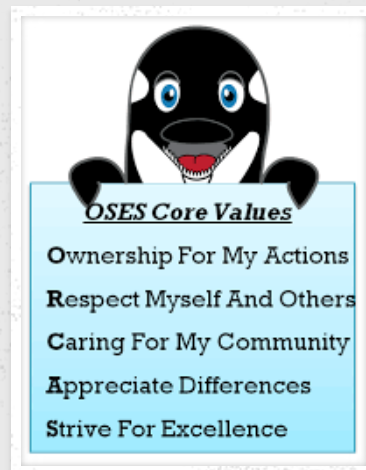 OSES Core Values
Ownership For My Actions
Respect Myself And Others
Caring For My Community
Appreciate Differences
Strive For Excellence